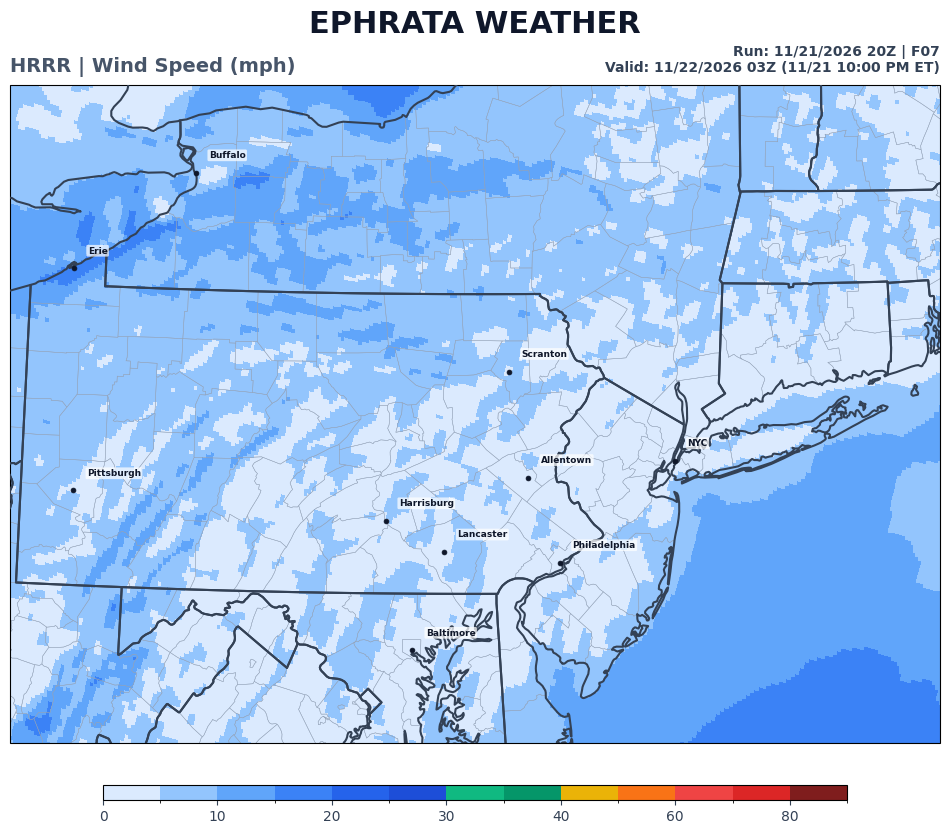 EPHRATA WEATHER
Run: 11/21/2026 20Z | F07
HRRR | Wind Speed (mph)
Valid: 11/22/2026 03Z (11/21 10:00 PM ET)
Buffalo
Erie
Scranton
NYC
Allentown
Pittsburgh
Harrisburg
Lancaster
Philadelphia
Baltimore
0 10 20 30 40 60 80